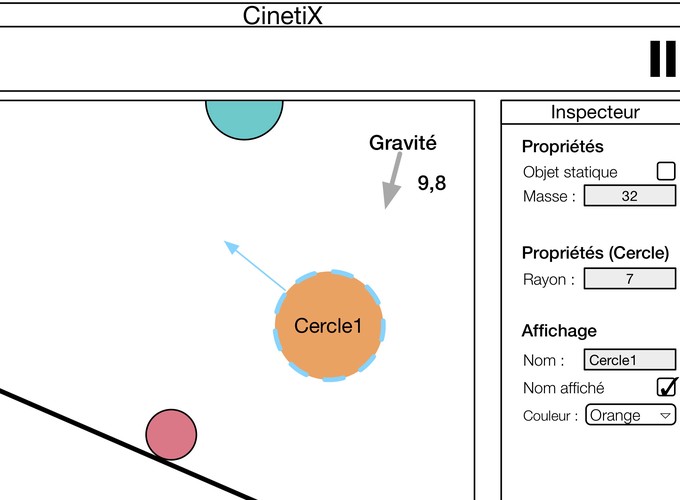 CinetiX
Gravité
9,8
Cercle1
Inspecteur
Propriétés
Objet statique
Masse : 32
Propriétés (Cercle)
Rayon : 7
Affichage
Nom : Cercle1
Nom affiché
Couleur : Orange